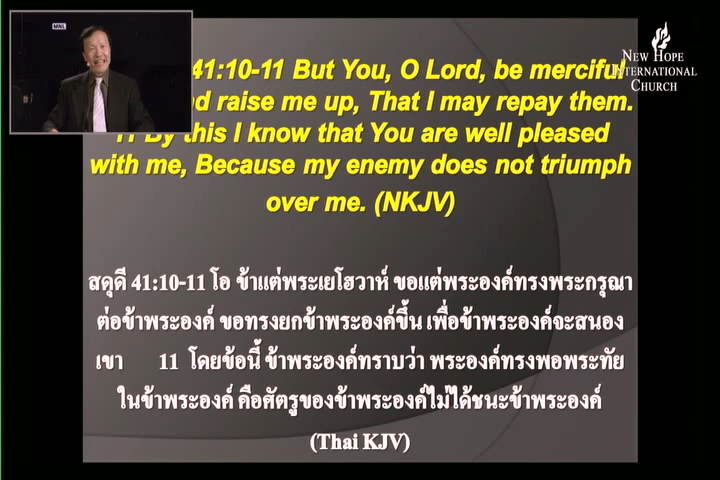 MNL
NEW HOPE
INTERNATIONAL
CHURCH
41:10-11 But You, O Lord, be merciful
nd raise me up, That I may repay them.
11 By this I know that You are well pleased
with me, Because my enemy does not triumph
over me. (NKJV)
สดุดี 41:10-11 โอ ข้าแต่พระเยโฮวาห์ ขอแต่พระองค์ทรงพระกรุณา
ต่อข้าพระองค์ ขอทรงยกข้าพระองค์ขึ้น เพื่อข้าพระองค์จะสนอง
เขา 11 โดยข้อนี้ ข้าพระองค์ทราบว่า พระองค์ทรงพอพระทัย
ในข้าพระองค์ คือศัตรูของข้าพระองค์ไม่ได้ชนะข้าพระองค์
(Thai KJV)